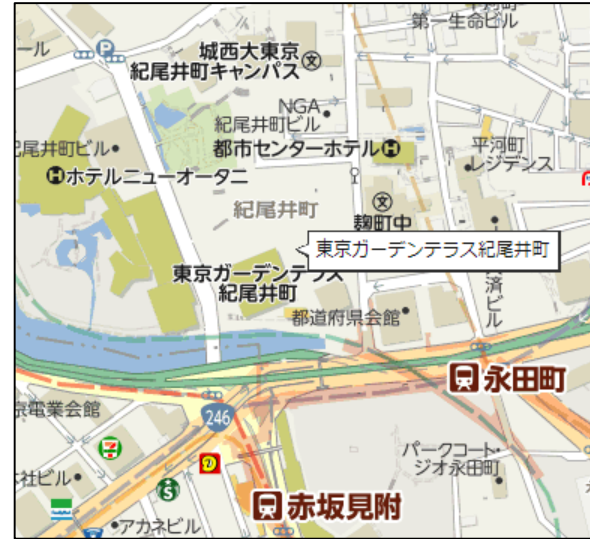 第一生命ビル
ール
城西大東京
紀尾井町キャンパス
文
NGA
紀尾井町ビル
尾井町ビル
都市センターホテル
H
平河町
レジデンス
H
ホテルニューオータニ
紀尾井町
文
麹町中
東京ガーデンテラス紀尾井町
東京ガーデンテラス
紀尾井町
済ビル
都道府県会館
永田町
京電業会館
246
パークコート・
ジオ永田町
本社ビル
赤坂見附
アカネビル
P
7
S